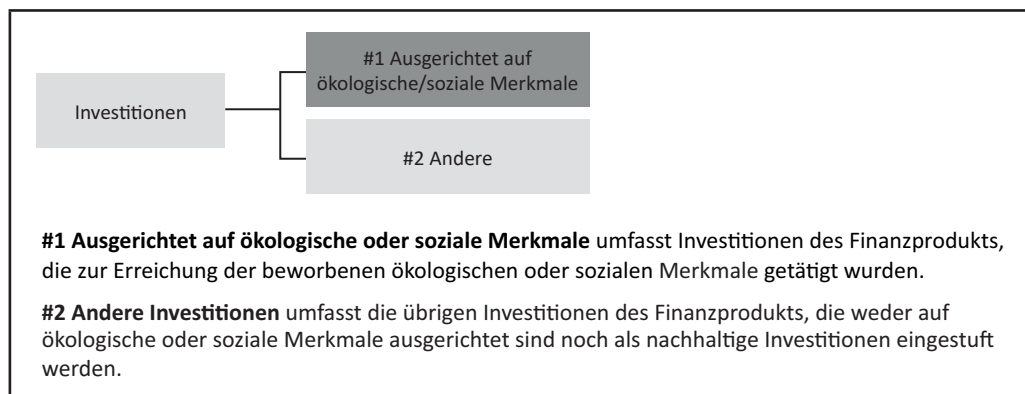 #1 Ausgerichtet auf
ökologische/soziale Merkmale
Investitionen
#2 Andere
#1 Ausgerichtet auf ökologische oder soziale Merkmale umfasst Investitionen des Finanzprodukts,
die zur Erreichung der beworbenen ökologischen oder sozialen Merkmale getätigt wurden.
#2 Andere Investitionen umfasst die übrigen Investitionen des Finanzprodukts, die weder auf
ökologische oder soziale Merkmale ausgerichtet sind noch als nachhaltige Investitionen eingestuft
werden.